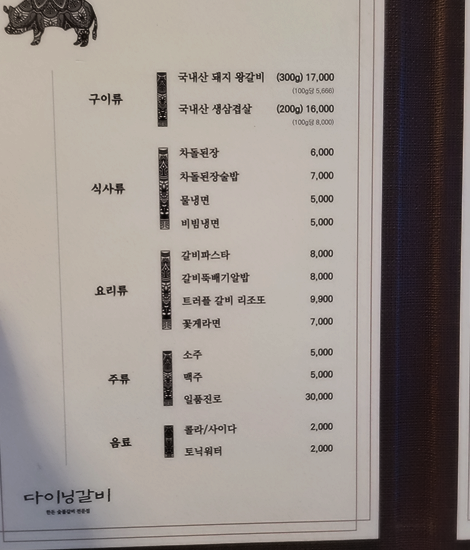 구이류
국내산 돼지 왕갈비 (300g) 17,000
(100g당 5,666)
국내산 생삼겹살 (200g) 16,000
(100g당 8,000)
식사류
차돌된장 6,000
차돌된장술밥 7,000
물냉면 5,000
비빔냉면 5,000
요리류
갈비파스타 8,000
갈비뚝배기알밥 8,000
트러플 갈비 리조또 9,900
꽃게라면 7,000
주류
소주 5,000
맥주 5,000
일품진로 30,000
음료
콜라/사이다 2,000
토닉워터 2,000
다이닝갈비